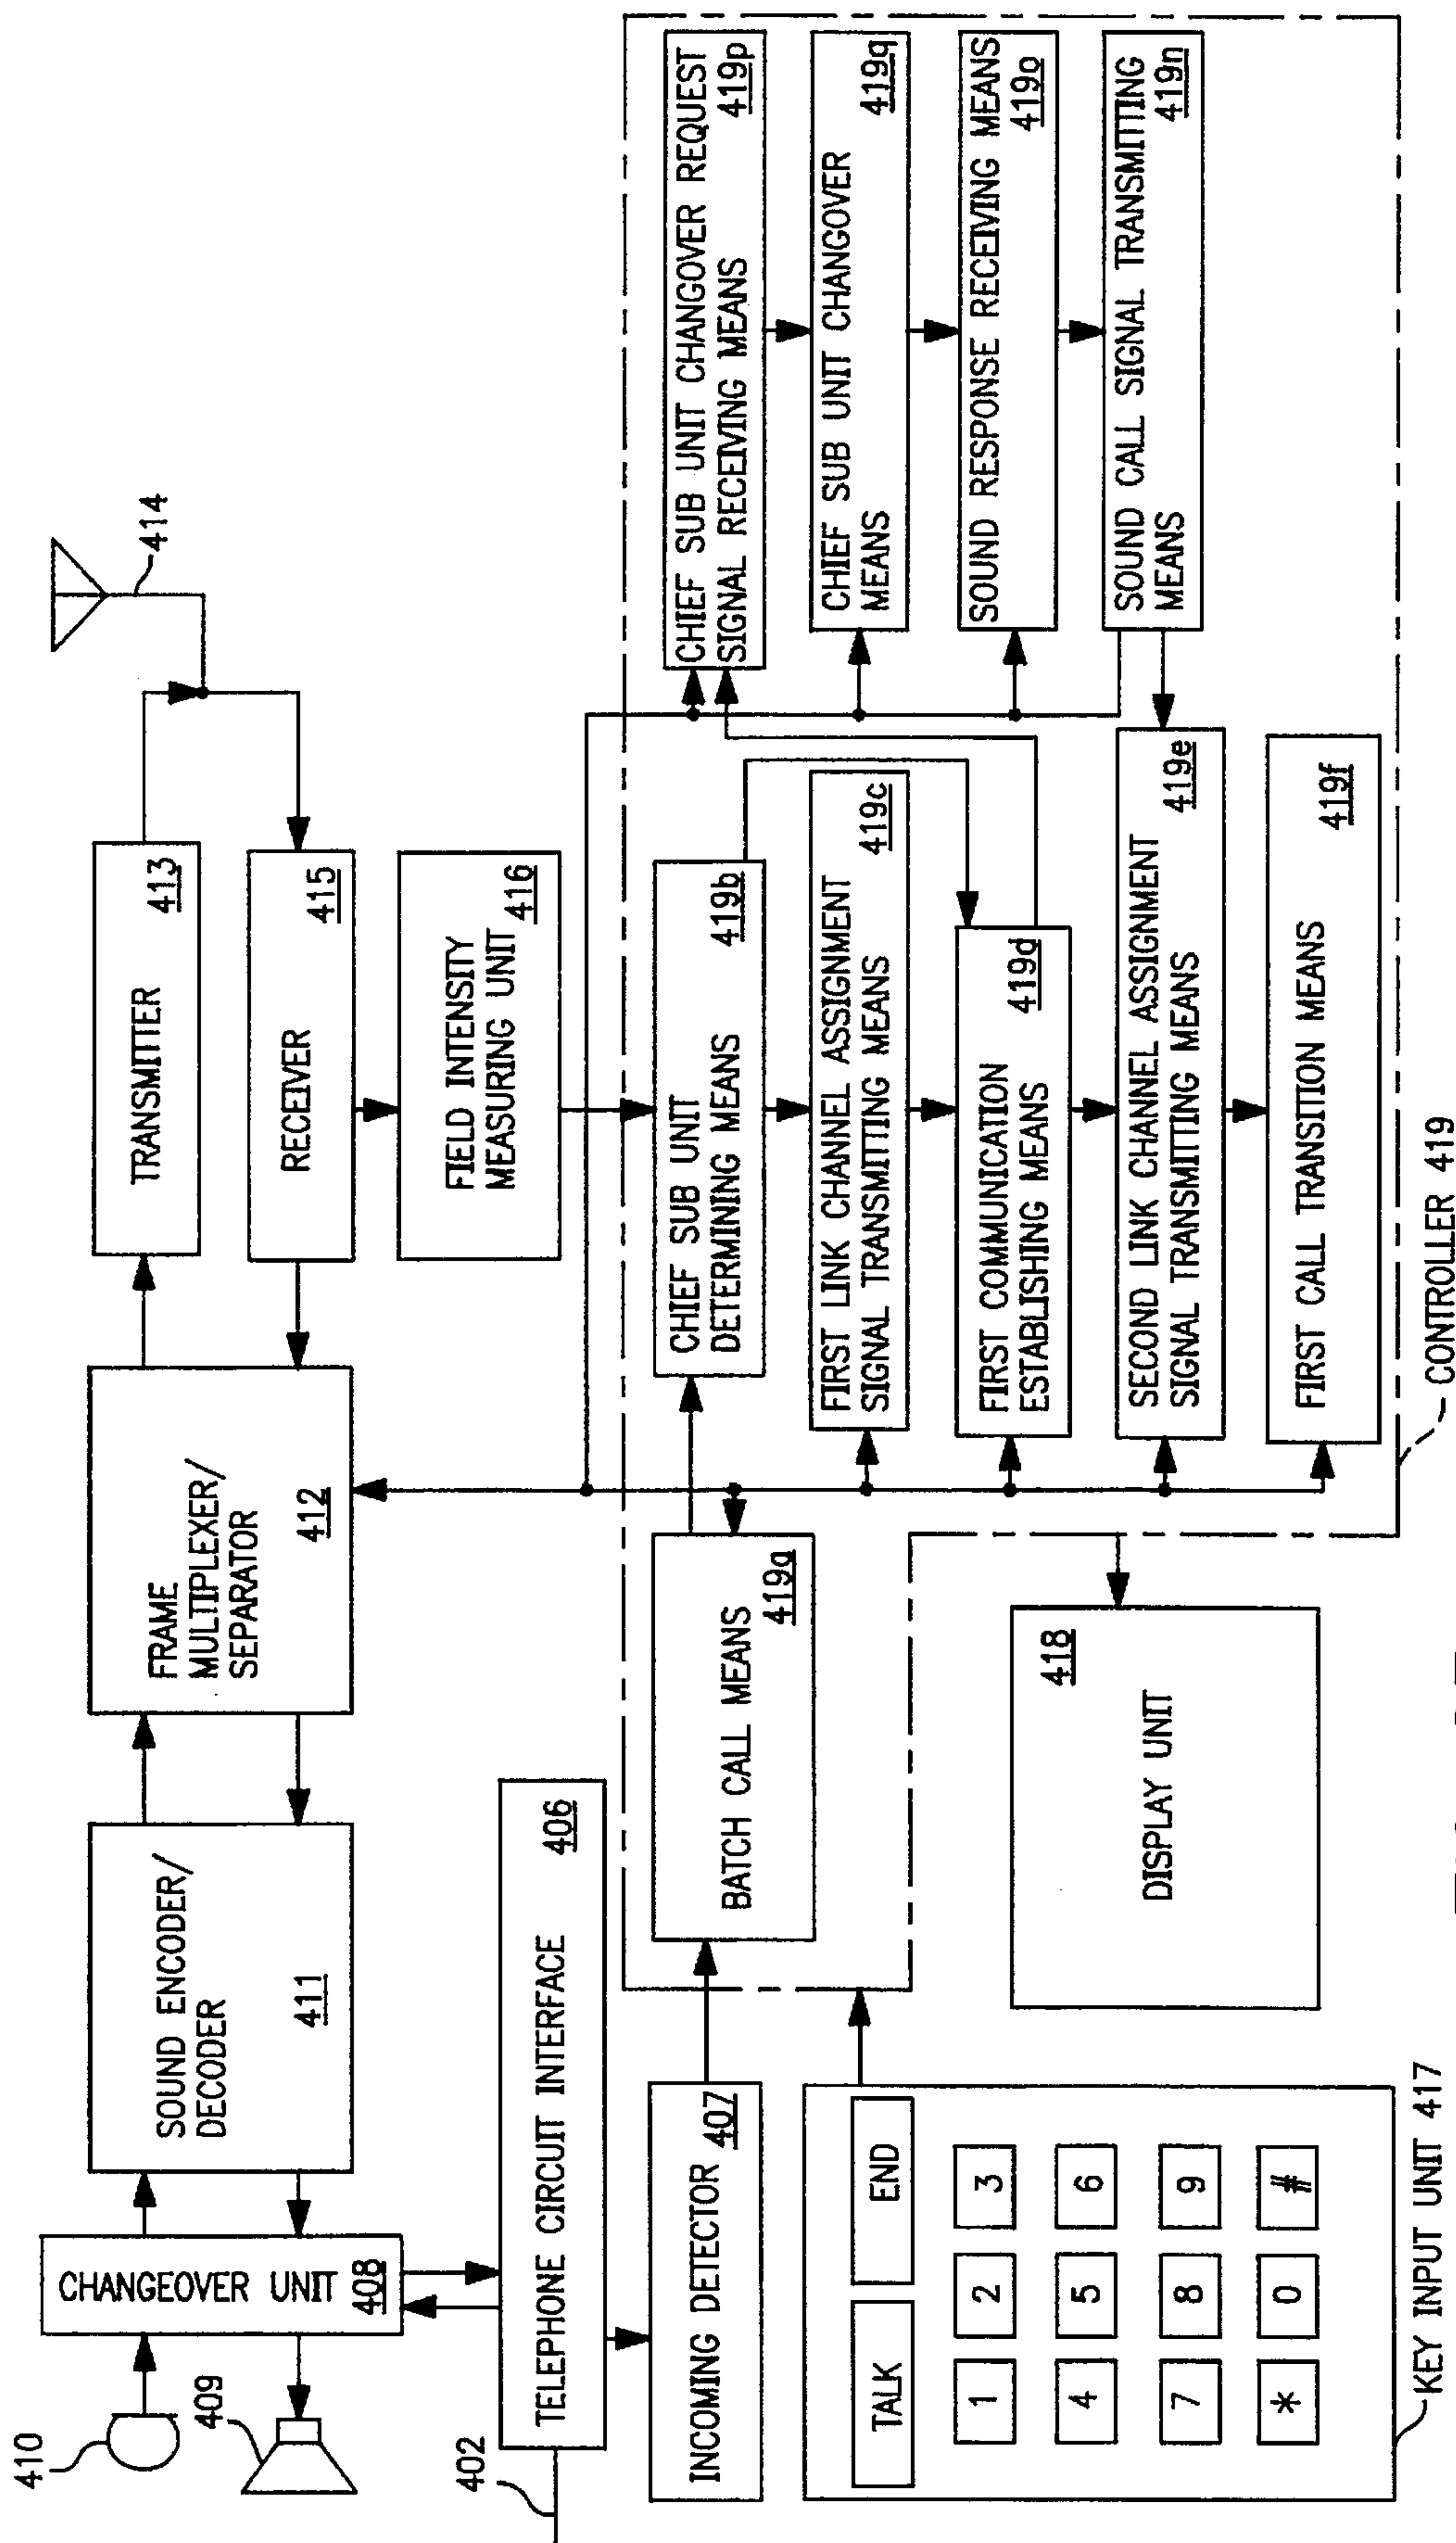 410
409
CHANGEOVER UNIT
408
SOUND ENCODER/
DECODER
411
FRAME
MULTIPLEXER/
SEPARATOR
412
TRANSMITTER
413
414
RECEIVER
415
FIELD INTENSITY
MEASURING UNIT
416
402
TELEPHONE CIRCUIT INTERFACE
406
INCOMING DETECTOR
407
BATCH CALL MEANS
419a
CHIEF SUB UNIT
DETERMINING MEANS
419b
FIRST LINK CHANNEL ASSIGNMENT
SIGNAL TRANSMITTING MEANS
419c
FIRST COMMUNICATION
ESTABLISHING MEANS
419d
SECOND LINK CHANNEL ASSIGNMENT
SIGNAL TRANSMITTING MEANS
419e
FIRST CALL TRANSITION MEANS
419f
CHIEF SUB UNIT CHANGOVER REQUEST
SIGNAL RECEIVING MEANS
419p
CHIEF SUB UNIT CHANGOVER
MEANS
419q
SOUND RESPONSE RECEIVING MEANS
419o
SOUND CALL SIGNAL TRANSMITTING
MEANS
419n
TALK
END
1 2 3
4 5 6
7 8 9
* 0 #
KEY INPUT UNIT 417
418
DISPLAY UNIT
CONTROLLER 419